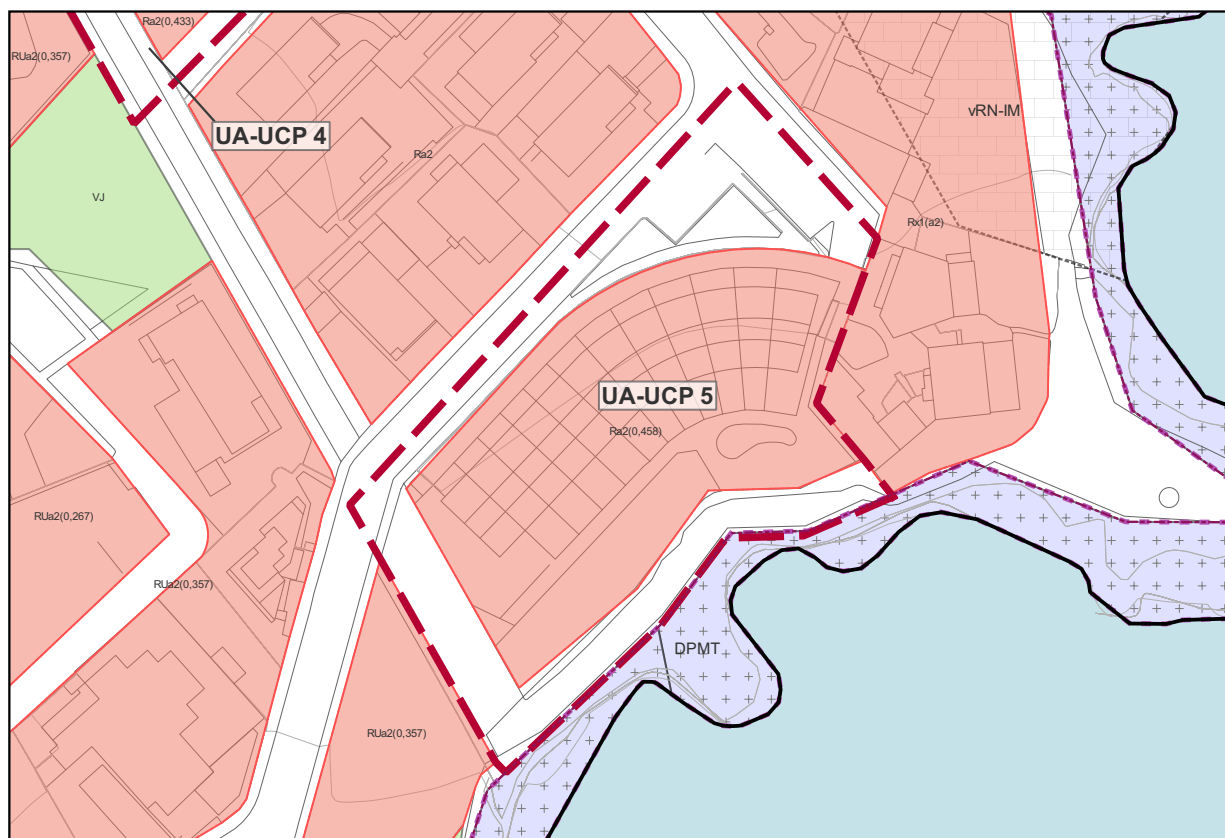 Ra2(0,433)
RUa2(0,357)
vRN-IM
UA-UCP 4
Ra2
VJ
Rx1(a2)
UA-UCP 5
Ra2(0,458)
RUa2(0,267)
RUa2(0,357)
DPMT
RUa2(0,357)